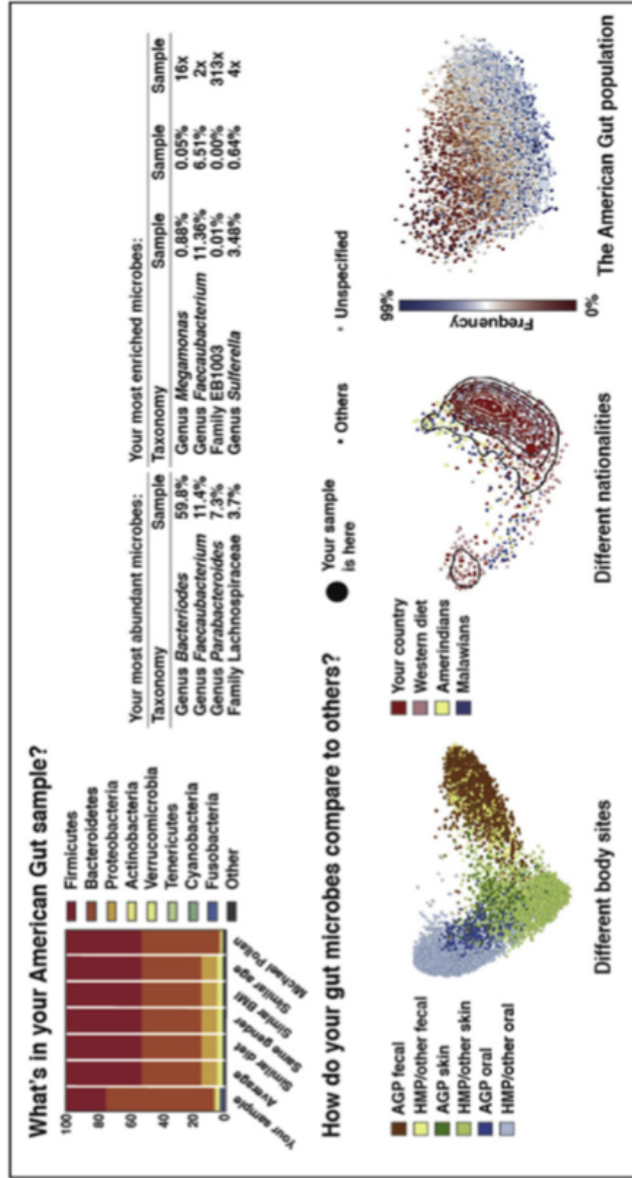 What's in your American Gut sample?
100
80
60
40
20
0
Your sample
Average
Similar diet
Same gender
Similar BMI
Similar age
Michael Pollan
Firmicutes
Bacteroidetes
Proteobacteria
Actinobacteria
Verrucomicrobia
Tenericutes
Cyanobacteria
Fusobacteria
Other
Your most abundant microbes:
Taxonomy Sample
Genus Bacteriodes 59.8%
Genus Faecaubacterium 11.4%
Genus Parabacteroides 7.3%
Family Lachnospiraceae 3.7%
Your most enriched microbes:
Taxonomy Sample Sample Sample
Genus Megamonas 0.88% 0.05% 16x
Genus Faecaubacterium 11.36% 6.51% 2x
Family EB1003 0.01% 0.00% 313x
Genus Sulferella 3.48% 0.64% 4x
How do your gut microbes compare to others?
Your sample
is here
Others
Unspecified
AGP fecal
HMP/other fecal
AGP skin
HMP/other skin
AGP oral
HMP/other oral
Different body sites
Your country
Western diet
Amerindians
Malawians
Different nationalities
66%
Frequency
0%
The American Gut population